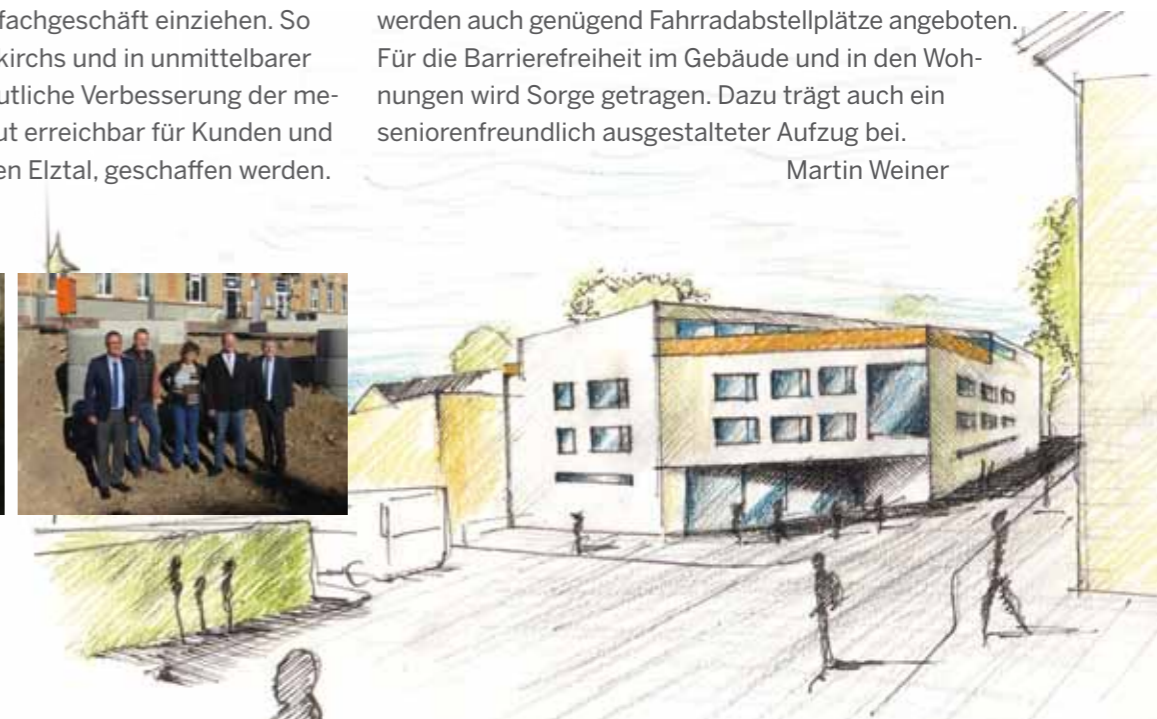 fachgeschäft einziehen. So
kirchs und in unmittelbarer
utliche Verbesserung der me-
ut erreichbar für Kunden und
en Elztal, geschaffen werden.
werden auch genügend Fahrradabstellplätze angeboten.
Für die Barrierefreiheit im Gebäude und in den Woh-
nungen wird Sorge getragen. Dazu trägt auch ein
seniorenfreundlich ausgestalteter Aufzug bei.
Martin Weiner